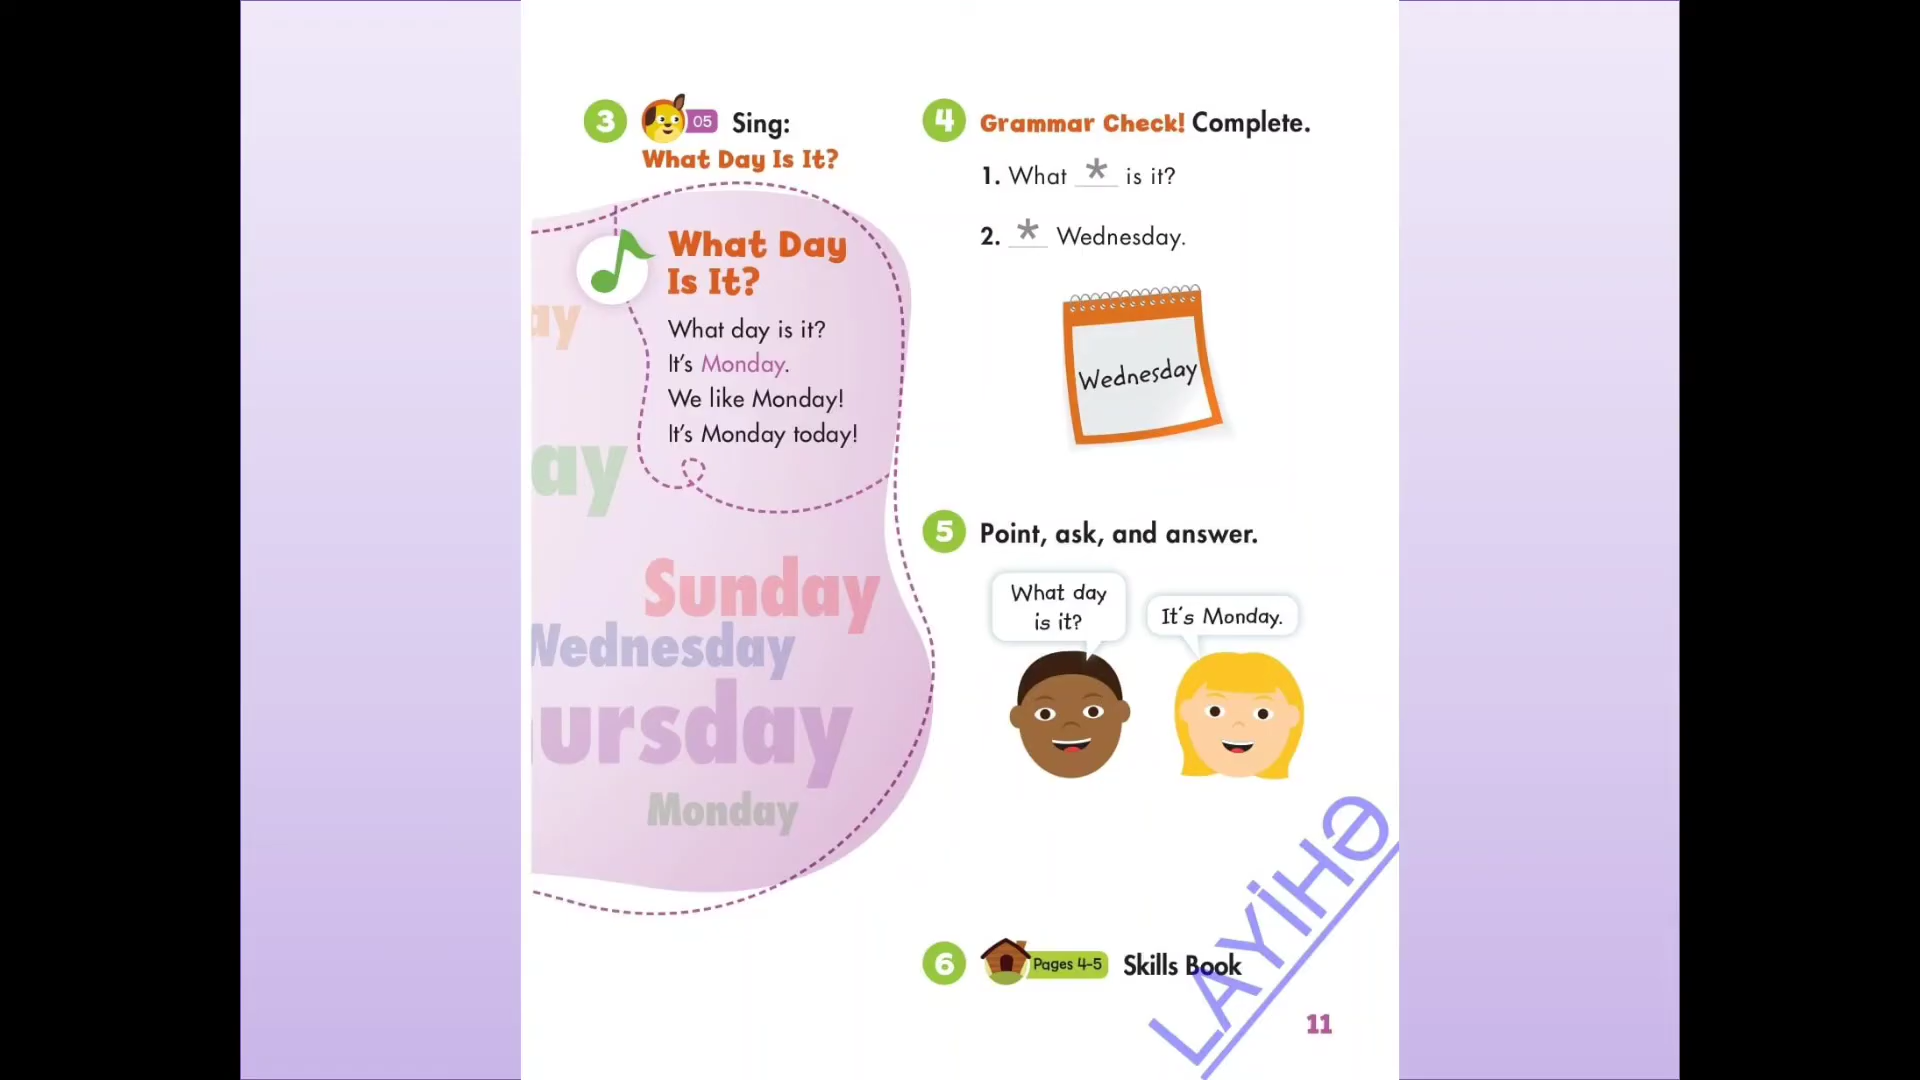 3 05 Sing:
What Day Is It?
What Day
Is It?
What day is it?
It's Monday.
We like Monday!
It's Monday today!
ay
ay
Sunday
Wednesday
ursday
Monday
4 Grammar Check! Complete.
1. What * is it?
2. * Wednesday.
Wednesday
5 Point, ask, and answer.
What day
is it?
It's Monday.
6 Pages 4-5 Skills Book
LAYİHƏ
11